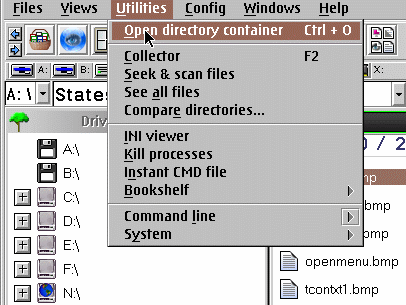 Files Views Utilities Config Windows Help
Open directory container Ctrl + O
Collector F2
Seek & scan files
See all files
Compare directories...
INI viewer
Kill processes
Instant CMD file
Bookshelf
Command line
System
A: B: X:
A:\ States
Driv
A:\
B:\
C:\
D:\
E:\
F:\
N:\
0 / 2
mp
.bmp
.bmp
openmenu.bmp
tcontxt1.bmp